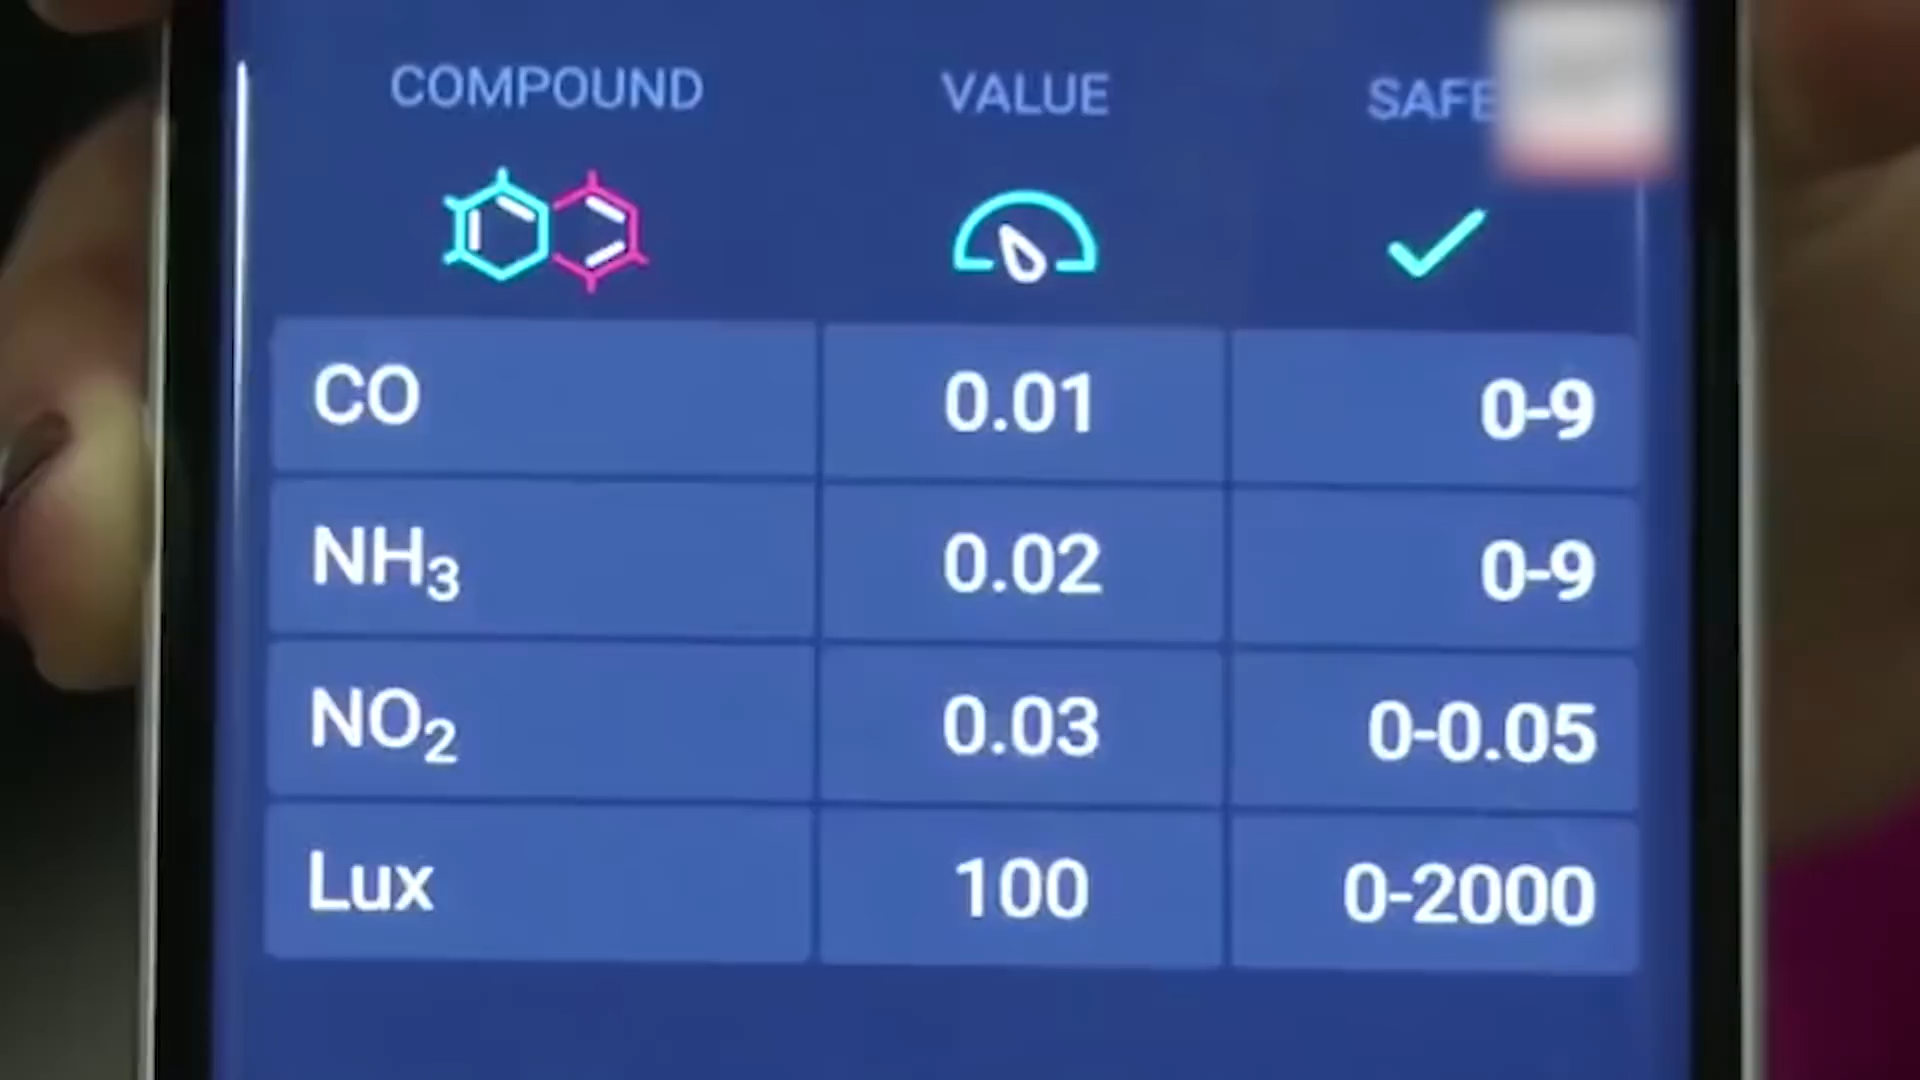 COMPOUND VALUE SAFE
CO 0.01 0-9
NH₃ 0.02 0-9
NO₂ 0.03 0-0.05
Lux 100 0-2000